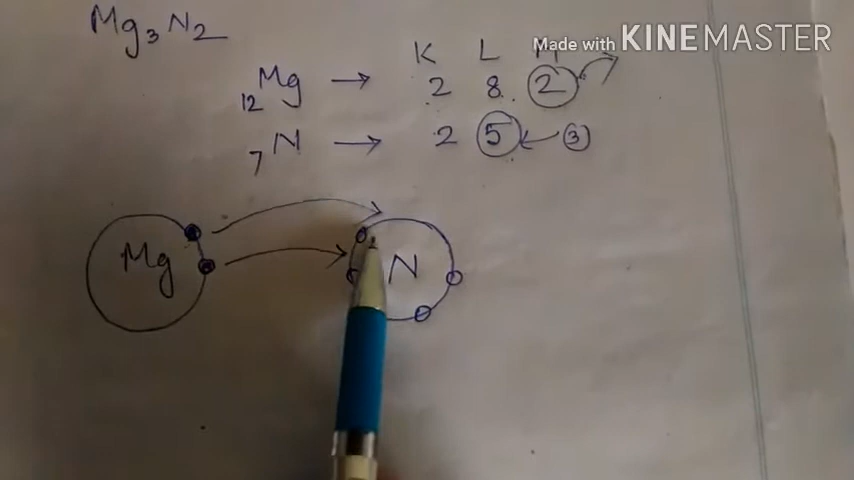 Mg3N2
Made with KINEMASTER
K L M
12Mg → 2 8 2
7N → 2 5 ← 3
Mg N